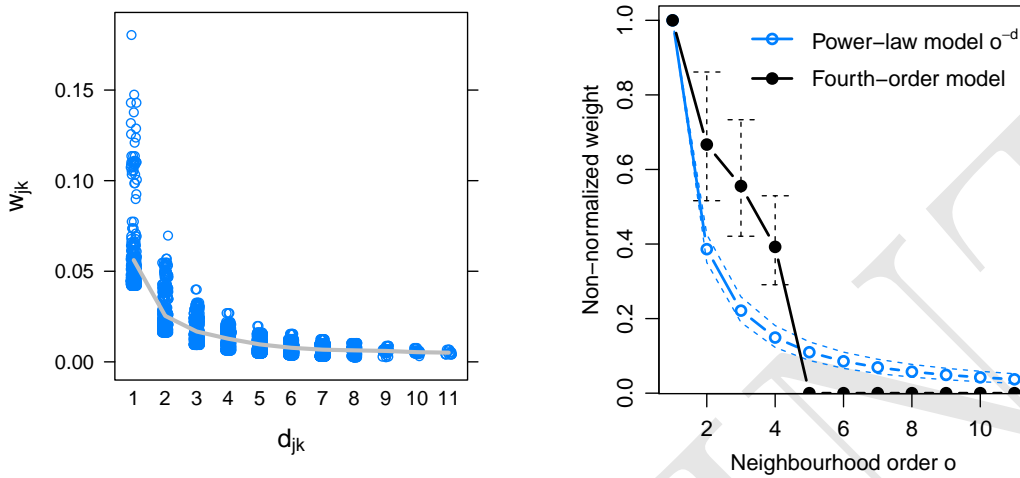 w_jk
0.15
0.10
0.05
0.00
1 2 3 4 5 6 7 8 9 10 11
d_jk
Non−normalized weight
1.0
0.8
0.6
0.4
0.2
0.0
Power−law model o^−d
Fourth−order model
2 4 6 8 10
Neighbourhood order o